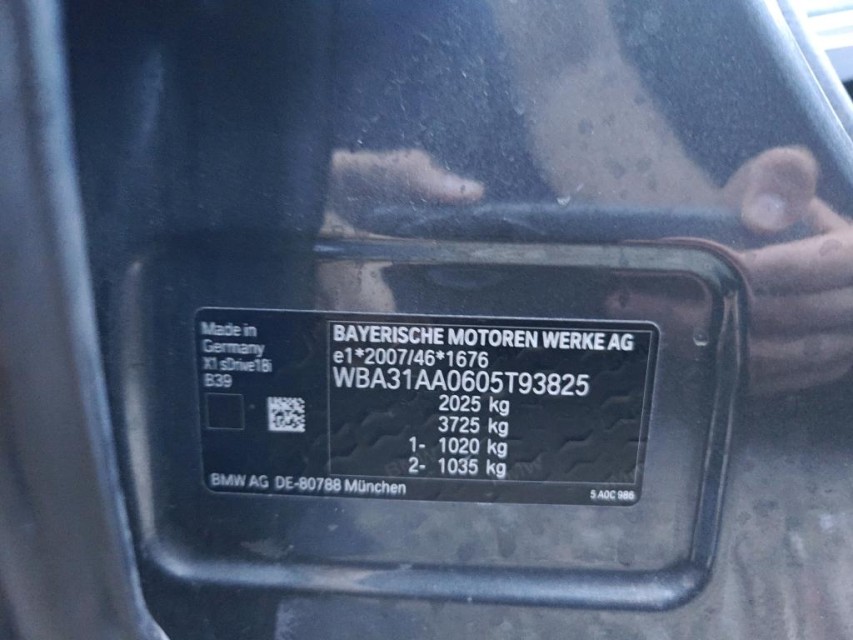 Made in
Germany
X1 sDrive18i
B39
BAYERISCHE MOTOREN WERKE AG
e1*2007/46*1676
WBA31AA0605T93825
2025 kg
3725 kg
1- 1020 kg
2- 1035 kg
BMW AG DE-80788 München
5 A0C 986